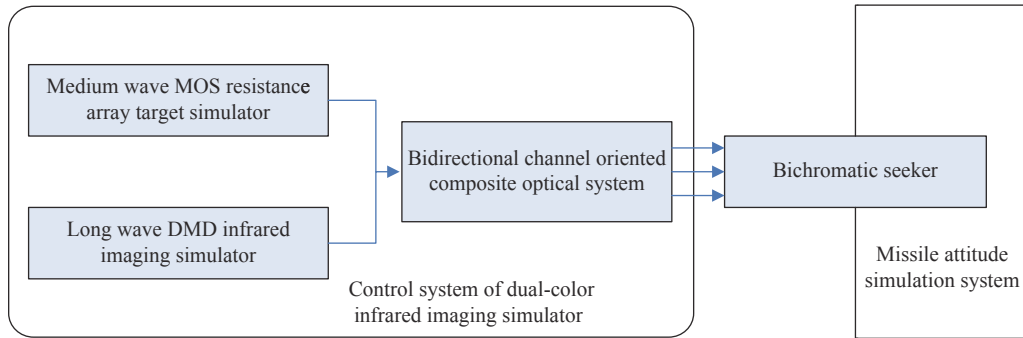 Medium wave MOS resistance
array target simulator
Long wave DMD infrared
imaging simulator
Bidirectional channel oriented
composite optical system
Control system of dual-color
infrared imaging simulator
Bichromatic seeker
Missile attitude
simulation system